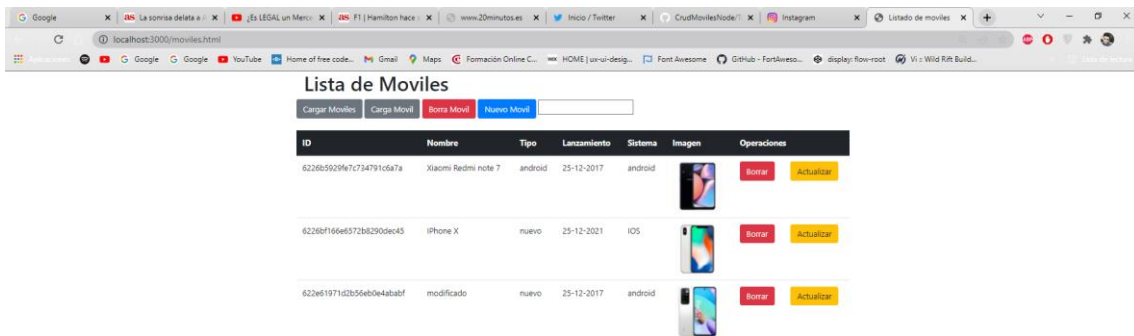 Google
La sonrisa delata a
¿Es LEGAL un Merce
F1 | Hamilton hace
www.20minutos.es
Inicio / Twitter
CrudMovilesNode/
Instagram
Listado de moviles
localhost:3000/moviles.html
Google
Google
YouTube
Home of free code...
Gmail
Maps
Formación Online C...
HOME | ux-ui-desig...
Font Awesome
GitHub - FortAweso...
display: flow-root
Vi :: Wild Rift Build...
Lista de Moviles
Cargar Moviles
Carga Movil
Borra Movil
Nuevo Movil
ID Nombre Tipo Lanzamiento Sistema Imagen Operaciones
6226b5929fe7c734791c6a7a Xiaomi Redmi note 7 android 25-12-2017 android Borrar Actualizar
6226bf166e6572b8290dec45 IPhone X nuevo 25-12-2021 IOS Borrar Actualizar
622e61971d2b56eb0e4ababf modificado nuevo 25-12-2017 android Borrar Actualizar